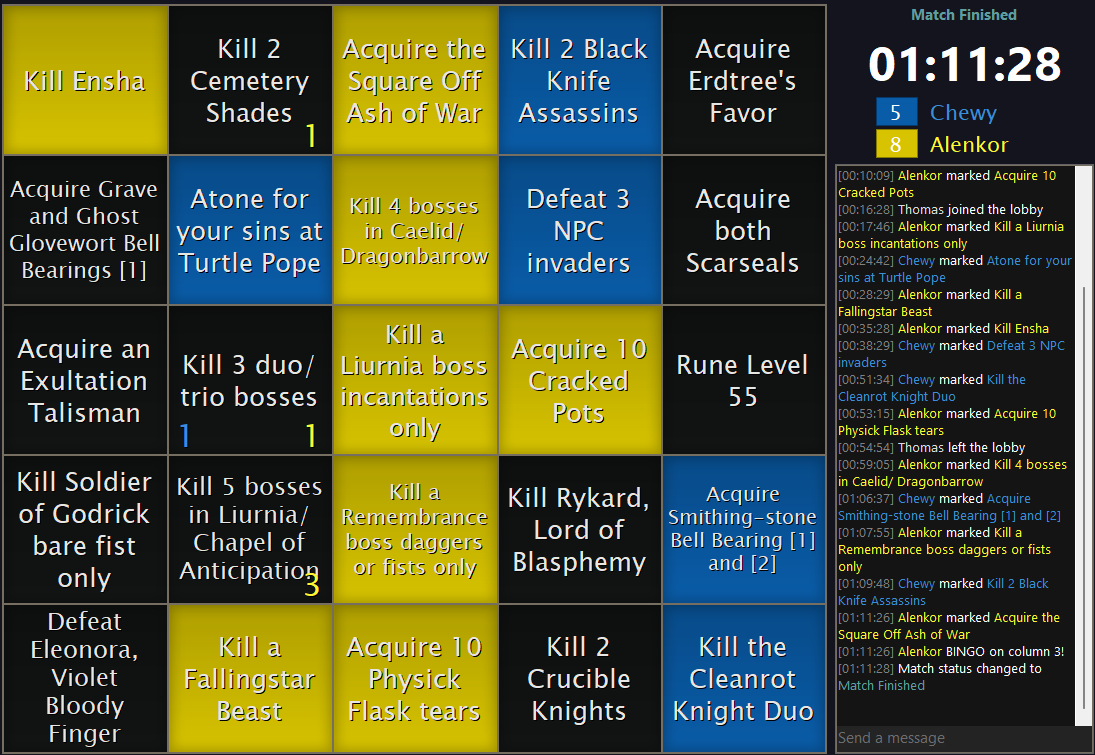 Kill Ensha
Kill 2
Cemetery
Shades
1
Acquire the
Square Off
Ash of War
Kill 2 Black
Knife
Assassins
Acquire
Erdtree's
Favor
Acquire Grave
and Ghost
Glovewort Bell
Bearings [1]
Atone for
your sins at
Turtle Pope
Kill 4 bosses
in Caelid/
Dragonbarrow
Defeat 3
NPC
invaders
Acquire
both
Scarseals
Acquire an
Exultation
Talisman
Kill 3 duo/
trio bosses
1 1
Kill a
Liurnia boss
incantations
only
Acquire 10
Cracked
Pots
Rune Level
55
Kill Soldier
of Godrick
bare fist
only
Kill 5 bosses
in Liurnia/
Chapel of
Anticipation
3
Kill a
Remembrance
boss daggers
or fists only
Kill Rykard,
Lord of
Blasphemy
Acquire
Smithing-stone
Bell Bearing [1]
and [2]
Defeat
Eleonora,
Violet
Bloody
Finger
Kill a
Fallingstar
Beast
Acquire 10
Physick
Flask tears
Kill 2
Crucible
Knights
Kill the
Cleanrot
Knight Duo
Match Finished
01:11:28
5 Chewy
8 Alenkor
[00:10:09] Alenkor marked Acquire 10
Cracked Pots
[00:16:28] Thomas joined the lobby
[00:17:46] Alenkor marked Kill a Liurnia
boss incantations only
[00:24:42] Chewy marked Atone for your
sins at Turtle Pope
[00:28:29] Alenkor marked Kill a
Fallingstar Beast
[00:35:28] Alenkor marked Kill Ensha
[00:38:29] Chewy marked Defeat 3 NPC
invaders
[00:51:34] Chewy marked Kill the
Cleanrot Knight Duo
[00:53:15] Alenkor marked Acquire 10
Physick Flask tears
[00:54:54] Thomas left the lobby
[00:59:05] Alenkor marked Kill 4 bosses
in Caelid/ Dragonbarrow
[01:06:37] Chewy marked Acquire
Smithing-stone Bell Bearing [1] and [2]
[01:07:55] Alenkor marked Kill a
Remembrance boss daggers or fists
only
[01:09:48] Chewy marked Kill 2 Black
Knife Assassins
[01:11:26] Alenkor marked Acquire the
Square Off Ash of War
[01:11:26] Alenkor BINGO on column 3!
[01:11:28] Match status changed to
Match Finished
Send a message